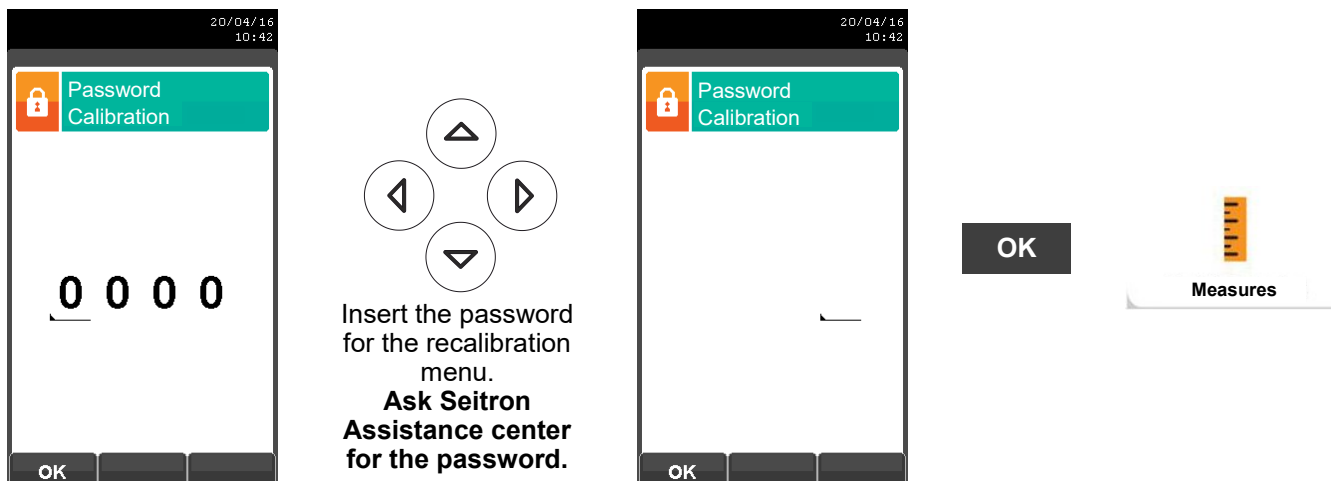 20/04/16
10:42
Password
Calibration
0 0 0 0
OK
Insert the password
for the recalibration
menu.
Ask Seitron
Assistance center
for the password.
20/04/16
10:42
Password
Calibration
OK
OK
Measures